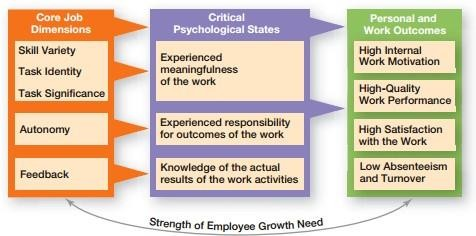 Core Job
Dimensions
Skill Variety
Task Identity
Task Significance
Autonomy
Feedback
Critical
Psychological States
Experienced
meaningfulness
of the work
Experienced responsibility
for outcomes of the work
Knowledge of the actual
results of the work activities
Personal and
Work Outcomes
High Internal
Work Motivation
High-Quality
Work Performance
High Satisfaction
with the Work
Low Absenteeism
and Turnover
Strength of Employee Growth Need